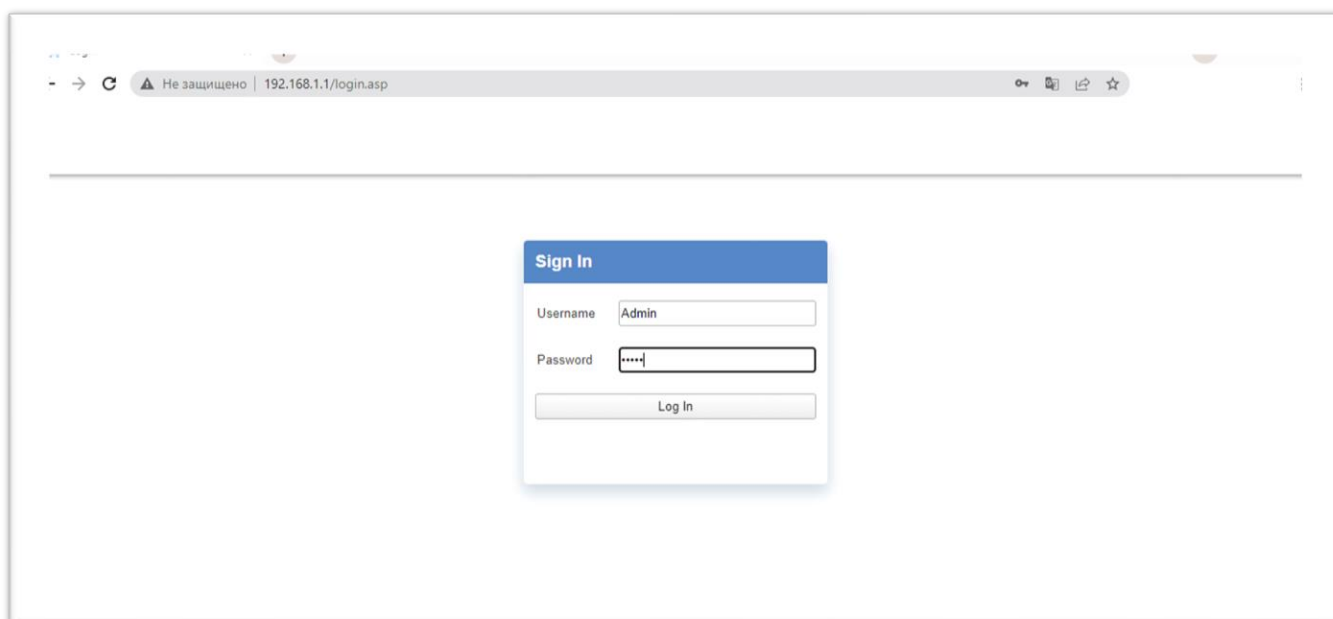 Не защищено | 192.168.1.1/login.asp
Sign In
Username Admin
Password •••••
Log In